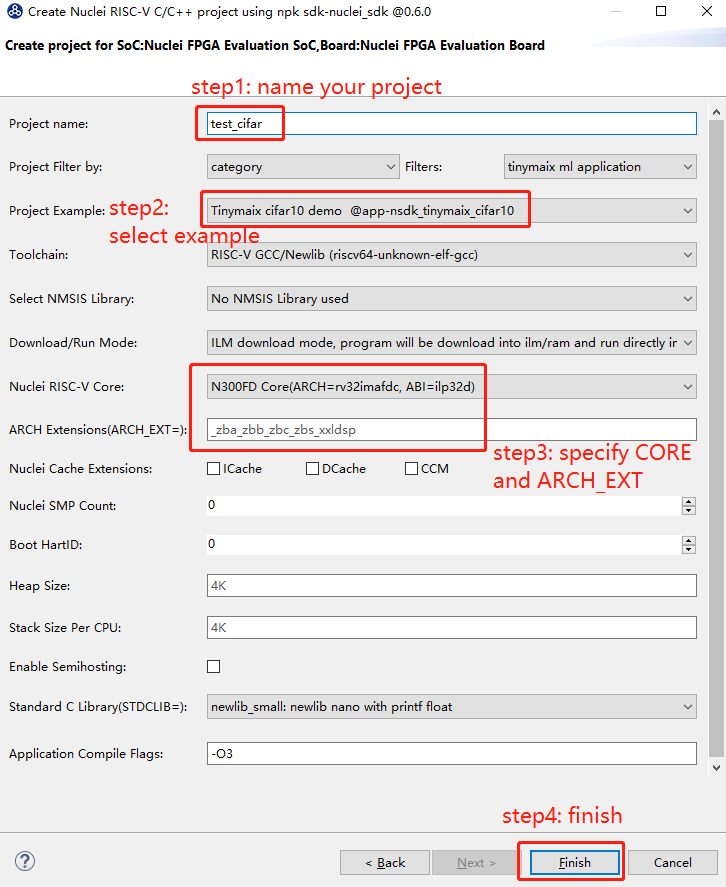 Create Nuclei RISC-V C/C++ project using npk sdk-nuclei_sdk @0.6.0
Create project for SoC:Nuclei FPGA Evaluation SoC,Board:Nuclei FPGA Evaluation Board
step1: name your project
Project name: test_cifar
Project Filter by: category Filters: tinymaix ml application
Project Example: Tinymaix cifar10 demo @app-nsdk_tinymaix_cifar10
step2:
select example
Toolchain: RISC-V GCC/Newlib (riscv64-unknown-elf-gcc)
Select NMSIS Library: No NMSIS Library used
Download/Run Mode: ILM download mode, program will be download into ilm/ram and run directly in
Nuclei RISC-V Core: N300FD Core(ARCH=rv32imafdc, ABI=ilp32d)
ARCH Extensions(ARCH_EXT=): _zba_zbb_zbc_zbs_xxldsp
step3: specify CORE
and ARCH_EXT
Nuclei Cache Extensions: ICache DCache CCM
Nuclei SMP Count: 0
Boot HartID: 0
Heap Size: 4K
Stack Size Per CPU: 4K
Enable Semihosting:
Standard C Library(STDCLIB=): newlib_small: newlib nano with printf float
Application Compile Flags: -O3
step4: finish
? < Back Next > Finish Cancel